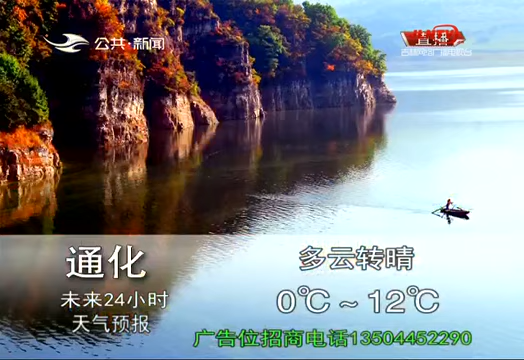 公共·新闻
直播
通化
多云转晴
未来24小时
天气预报
0℃~12℃
广告位招商电话13504452290